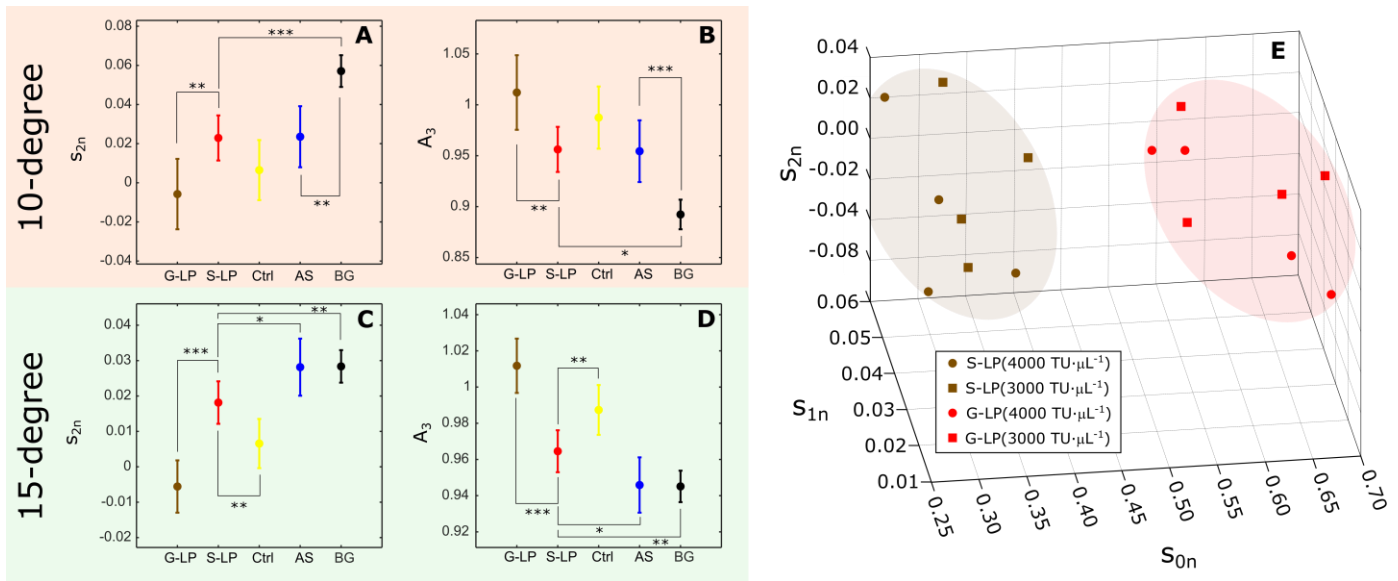 10-degree
A
0.08
0.06
0.04
0.02
0
-0.02
-0.04
s2n
***
**
**
G-LP S-LP Ctrl AS BG
B
1.05
1
0.95
0.9
0.85
A3
***
**
*
G-LP S-LP Ctrl AS BG
15-degree
C
0.04
0.03
0.02
0.01
0
-0.01
-0.02
s2n
**
*
***
**
G-LP S-LP Ctrl AS BG
D
1.04
1.02
1
0.98
0.96
0.94
0.92
A3
**
***
*
**
G-LP S-LP Ctrl AS BG
E
0.04
0.02
0.00
-0.02
-0.04
-0.08
0.06
S2n
0.05
0.04
0.03
0.02
0.01
S1n
0.25 0.30 0.35 0.40 0.45 0.50 0.55 0.60 0.65 0.70
S0n
S-LP(4000 TU·μL-1)
S-LP(3000 TU·μL-1)
G-LP(4000 TU·μL-1)
G-LP(3000 TU·μL-1)